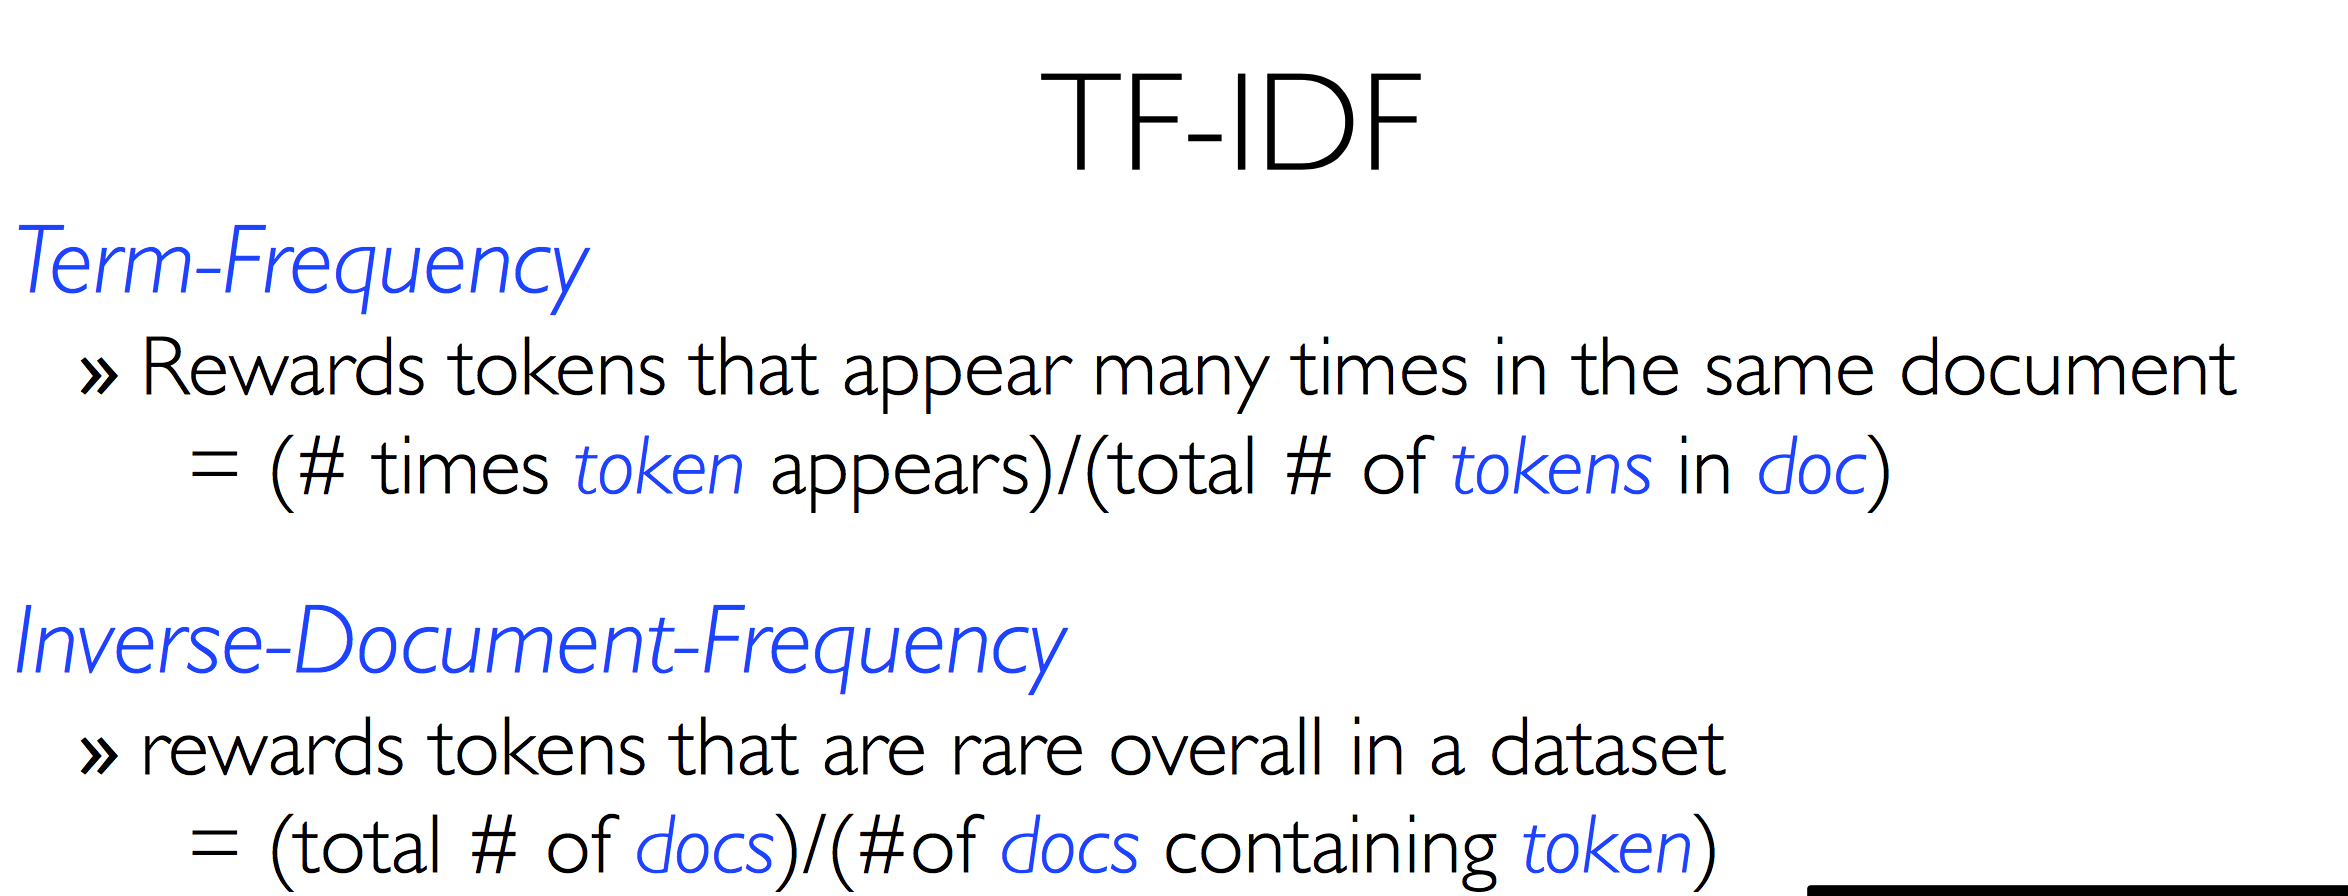 TF-IDF
Term-Frequency
» Rewards tokens that appear many times in the same document
= (# times token appears)/(total # of tokens in doc)
Inverse-Document-Frequency
» rewards tokens that are rare overall in a dataset
= (total # of docs)/(#of docs containing token)